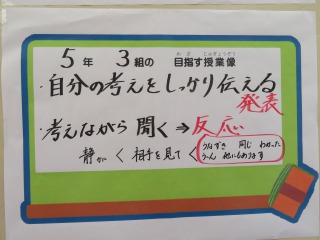 5年 3組の 目指す授業像
・自分の考えをしっかり伝える
発表
・考えながら 聞く ⇒ 反応
静か く 相手を見て く
うなずき 同じ わかった
う〜ん 他にもあります